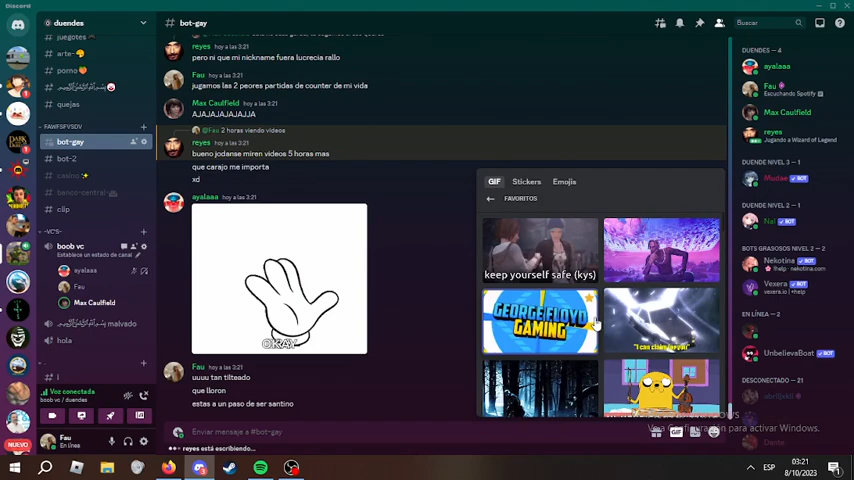 Discord
duendes
# bot-gay
Buscar
juegotes
arte-
porno
quejas
FAWFSFVSDV
bot-gay
bot-2
casino
banco-central
clip
-VC'S-
boob vc
Establece un estado de canal
ayalaaa
Fau
Max Caulfield
malvado
hola
Voz conectada
Fau
En línea
NUEVO
reyes hoy a las 3:21
pero ni que mi nickname fuera lucrecia rallo
Fau hoy a las 3:21
jugamos las 2 peores partidas de counter de mi vida
Max Caulfield hoy a las 3:21
AJAJAJAJAJAJJA
@Fau 2 horas viendo videos
reyes hoy a las 3:21
bueno jodanse miren videos 5 horas mas
que carajo me importa
xd
ayalaaa hoy a las 3:21
OKAY
Fau hoy a las 3:21
uuuu tan tilteado
que lloron
estas a un paso de ser santino
Enviar mensaje a #bot-gay
reyes está escribiendo...
GIF Stickers Emojis
FAVORITOS
keep yourself safe (kys)
GEORGE FLOYD
GAMING
DUENDES — 4
ayalaaa
Fau
Escuchando Spotify
Max Caulfield
reyes
Jugando a Wizard of Legend
DUENDE NIVEL 3 — 1
Mudae BOT
DUENDE NIVEL 2 — 1
Nai BOT
BOTS GRASOSOS NIVEL 2 — 2
Nekotina BOT
!help - nekotina.com
Vexera BOT
vexera.io | +help
EN LÍNEA — 2
UnbelievaBoat BOT
DESCONECTADO — 21
Dante
Ve a Configuración para activar Windows.
ESP
03:21
8/10/2023